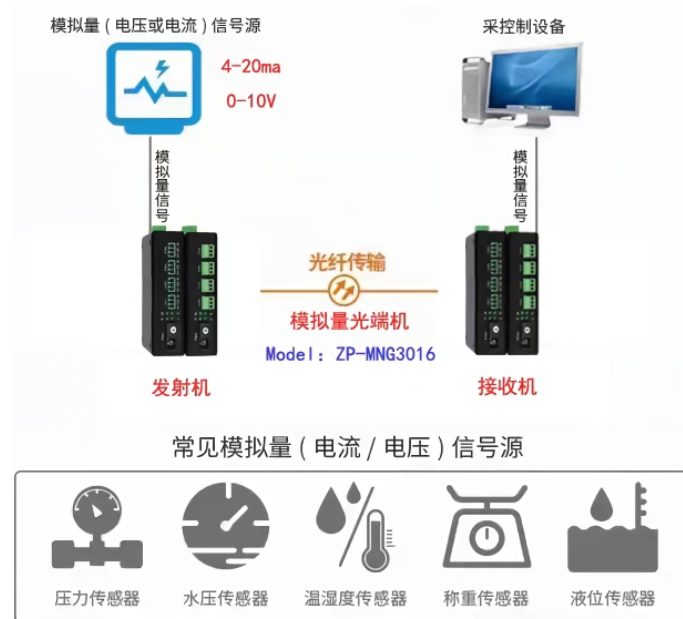 模拟量(电压或电流)信号源
采控制设备
4-20ma
0-10V
模拟量信号
模拟量信号
光纤传输
模拟量光端机
Model: ZP-MNG3016
发射机
接收机
常见模拟量(电流/电压)信号源
压力传感器
水压传感器
温湿度传感器
称重传感器
液位传感器